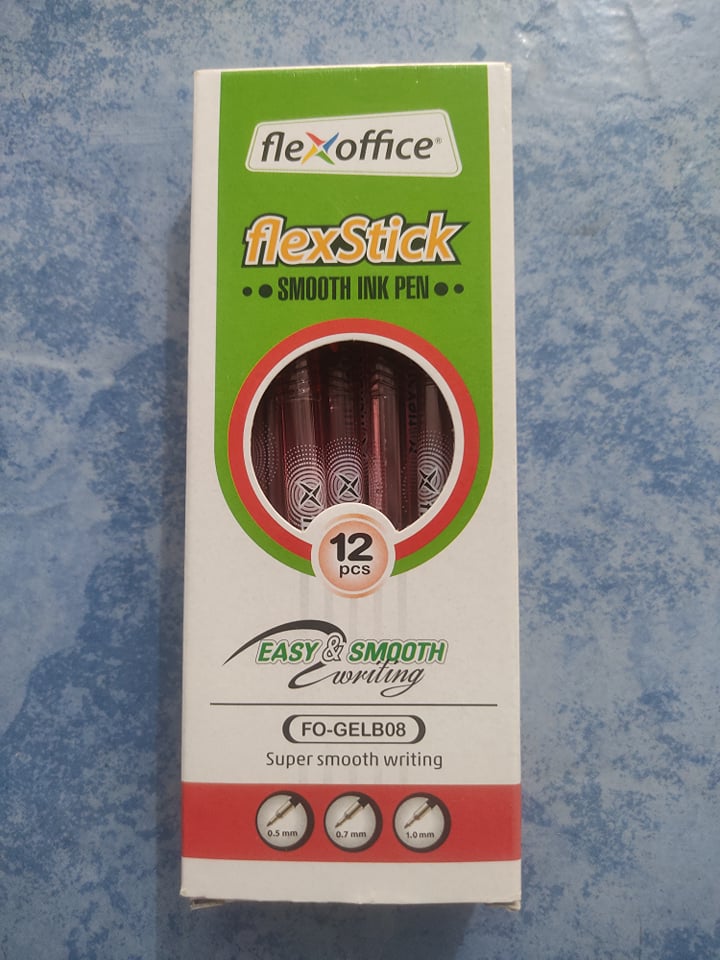 flexoffice®
flexStick
SMOOTH INK PEN
12
pcs
EASY & SMOOTH
writing
FO-GELB08
Super smooth writing
0.5 mm
0.7 mm
1.0 mm